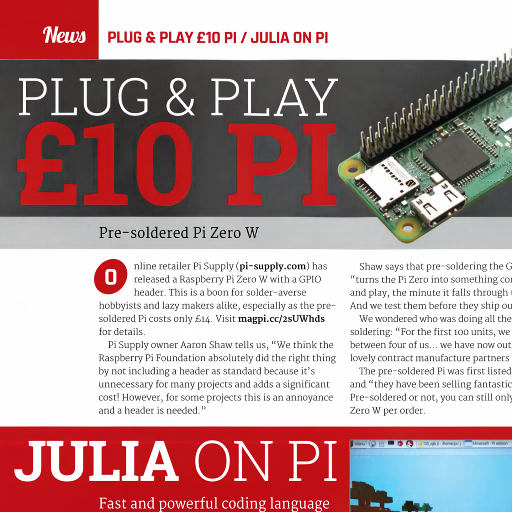 News
PLUG & PLAY £10 PI / JULIA ON PI
PLUG & PLAY
£10 PI
Pre-soldered Pi Zero W
Online retailer Pi Supply (pi-supply.com) has
released a Raspberry Pi Zero W with a GPIO
header. This is a boon for solder-averse
hobbyists and lazy makers alike, especially as the pre-
soldered Pi costs only £14. Visit magpi.cc/2sUWhds
for details.
Pi Supply owner Aaron Shaw tells us, “We think the
Raspberry Pi Foundation absolutely did the right thing
by not including a header as standard because it’s
unnecessary for many projects and adds a significant
cost! However, for some projects this is an annoyance
and a header is needed.”
Shaw says that pre-soldering the G
“turns the Pi Zero into something co
and play, the minute it falls through
And we test them before they ship ou
We wondered who was doing all the
soldering: “For the first 100 units, we
between four of us... we have now out
lovely contract manufacture partners
The pre-soldered Pi was first listed
and “they have been selling fantastic
Pre-soldered or not, you can still only
Zero W per order.
JULIA ON PI
Fast and powerful coding language